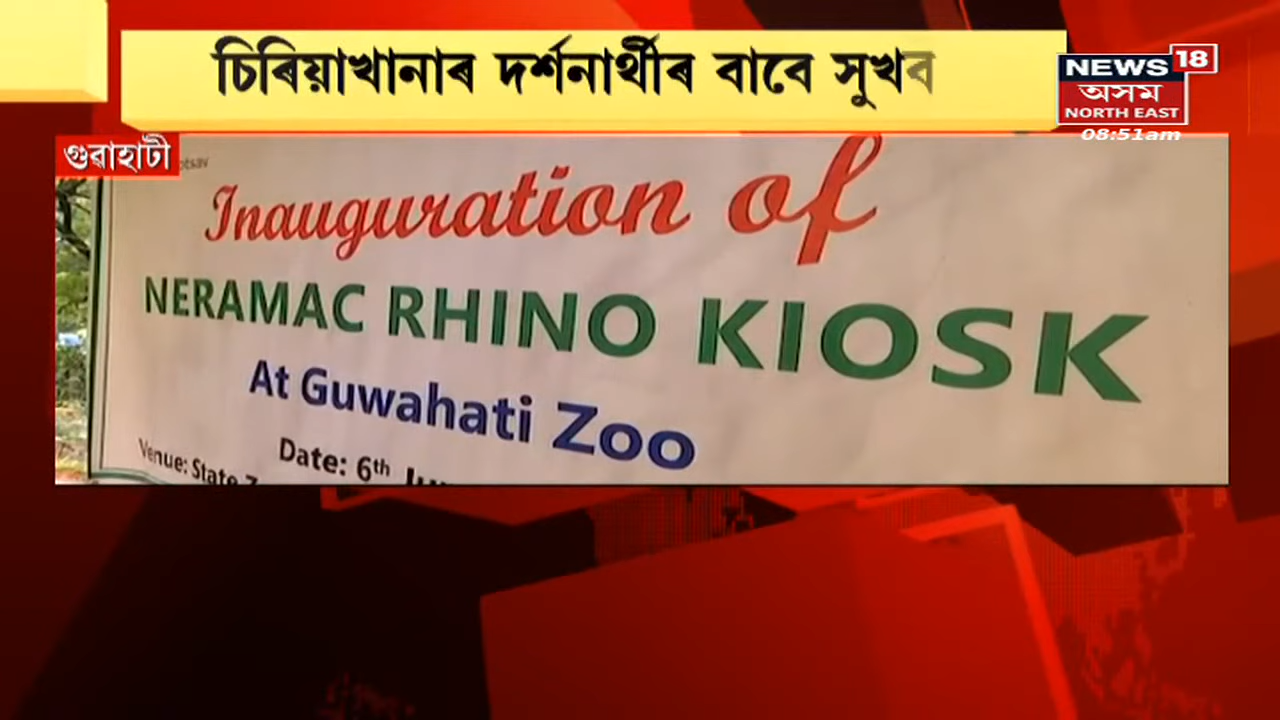 চিৰিয়াখানাৰ দৰ্শনাৰ্থীৰ বাবে সুখব
NEWS 18
অসম
NORTH EAST
08:51am
গুৱাহাটী
Inauguration of
NERAMAC RHINO KIOSK
At Guwahati Zoo
Date: 6th
Venue: State